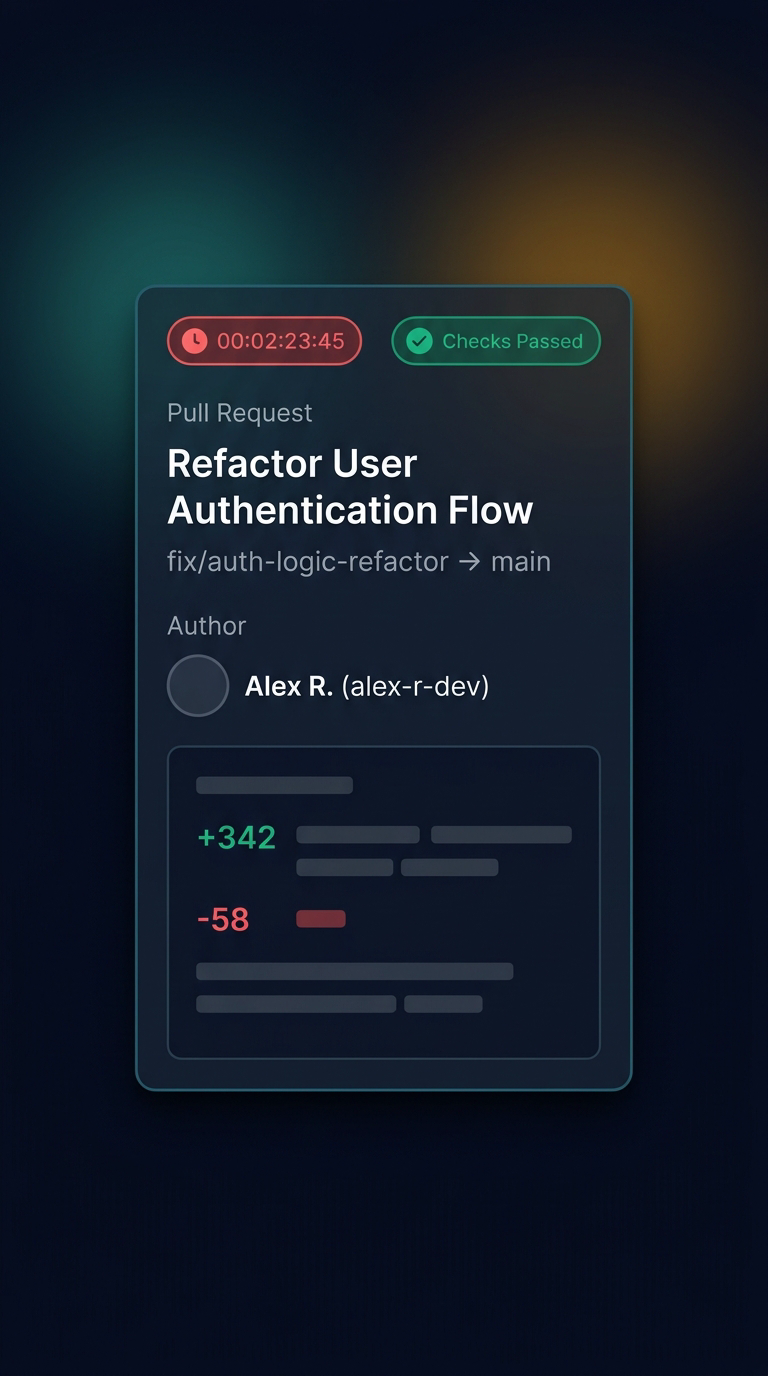 00:02:23:45
Checks Passed
Pull Request
Refactor User
Authentication Flow
fix/auth-logic-refactor → main
Author
Alex R. (alex-r-dev)
+342
-58